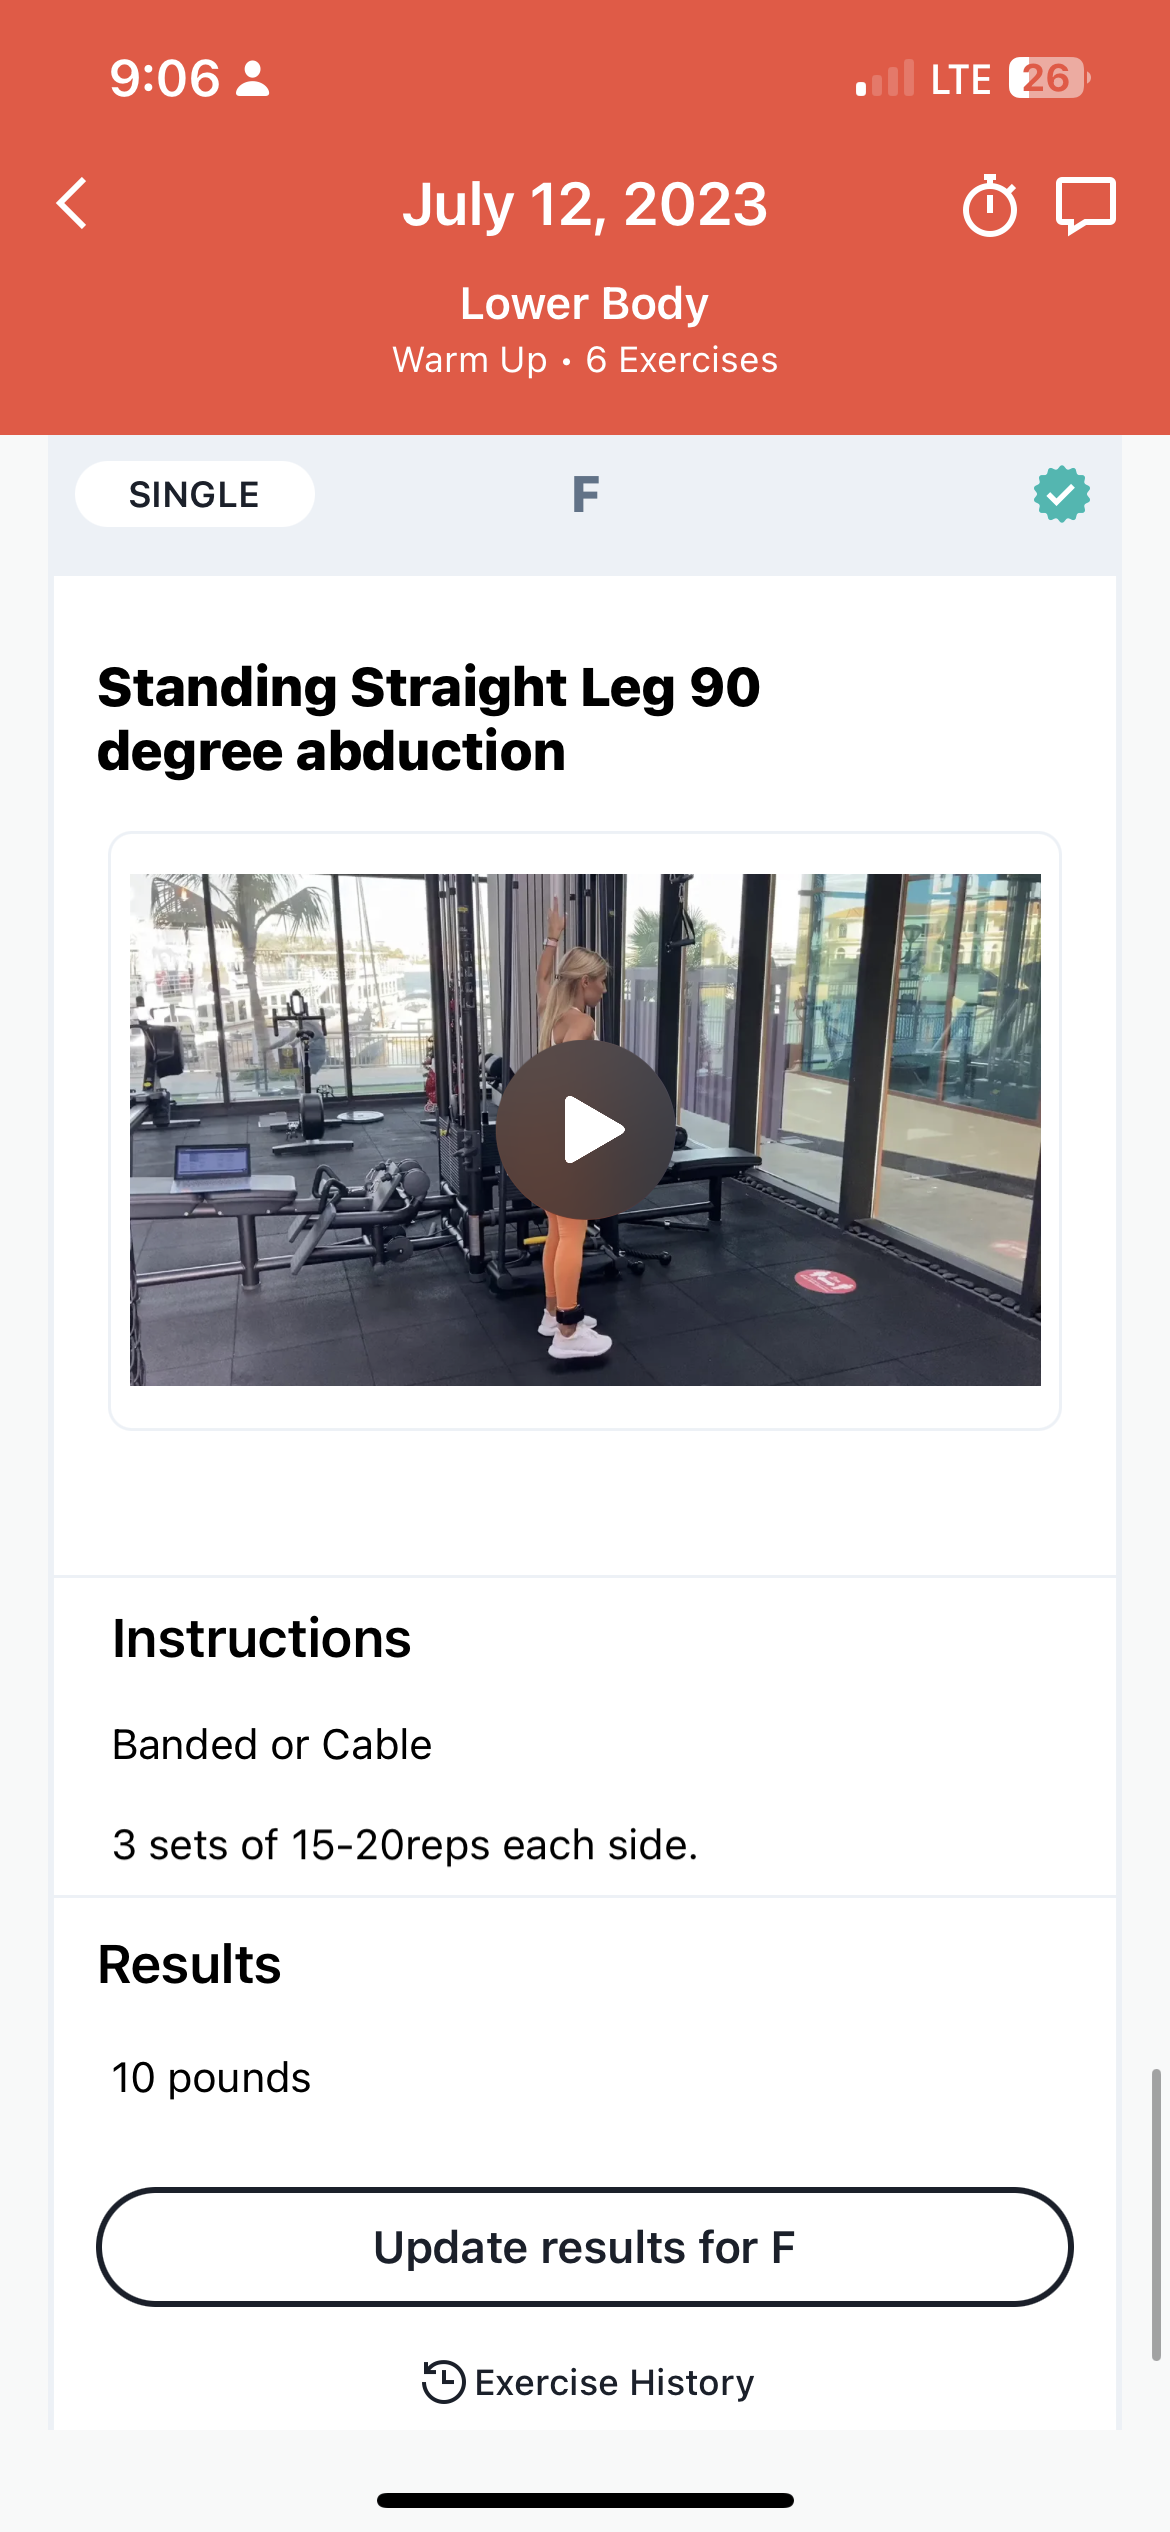 9:06
LTE
26
July 12, 2023
Lower Body
Warm Up • 6 Exercises
SINGLE
F
Standing Straight Leg 90
degree abduction
Instructions
Banded or Cable
3 sets of 15-20reps each side.
Results
10 pounds
Update results for F
Exercise History